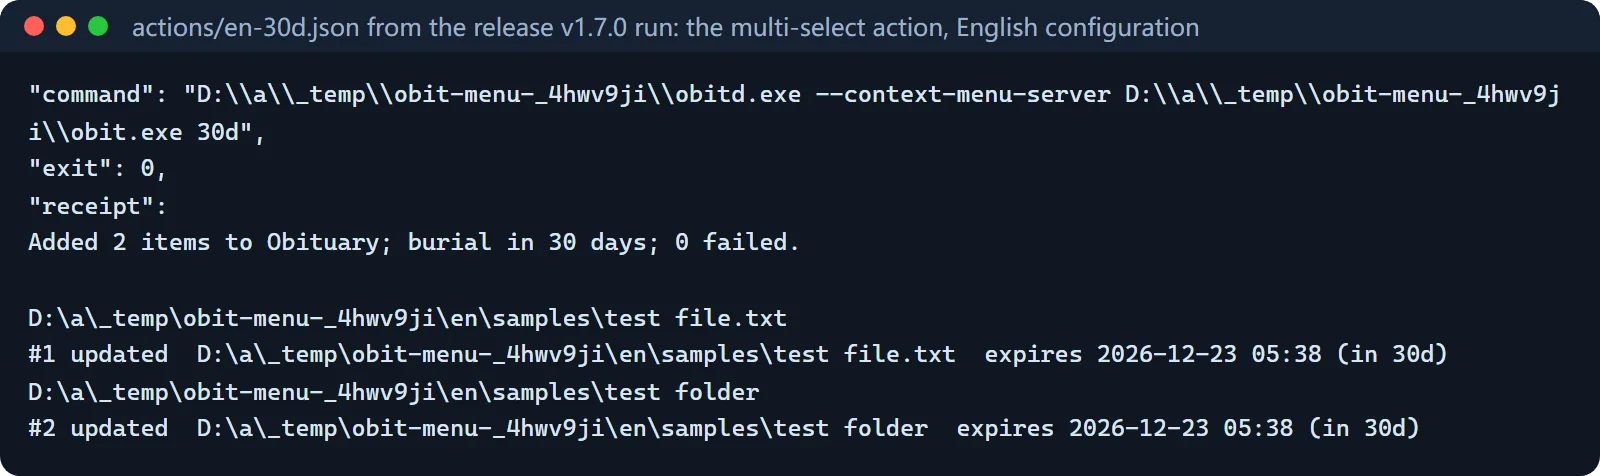 actions/en-30d.json from the release v1.7.0 run: the multi-select action, English configuration
"command": "D:\\a\\_temp\\obit-menu-_4hwv9ji\\obitd.exe --context-menu-server D:\\a\\_temp\\obit-menu-_4hwv9j
i\\obit.exe 30d",
"exit": 0,
"receipt":
Added 2 items to Obituary; burial in 30 days; 0 failed.
D:\a\_temp\obit-menu-_4hwv9ji\en\samples\test file.txt
#1 updated  D:\a\_temp\obit-menu-_4hwv9ji\en\samples\test file.txt  expires 2026-12-23 05:38 (in 30d)
D:\a\_temp\obit-menu-_4hwv9ji\en\samples\test folder
#2 updated  D:\a\_temp\obit-menu-_4hwv9ji\en\samples\test folder  expires 2026-12-23 05:38 (in 30d)